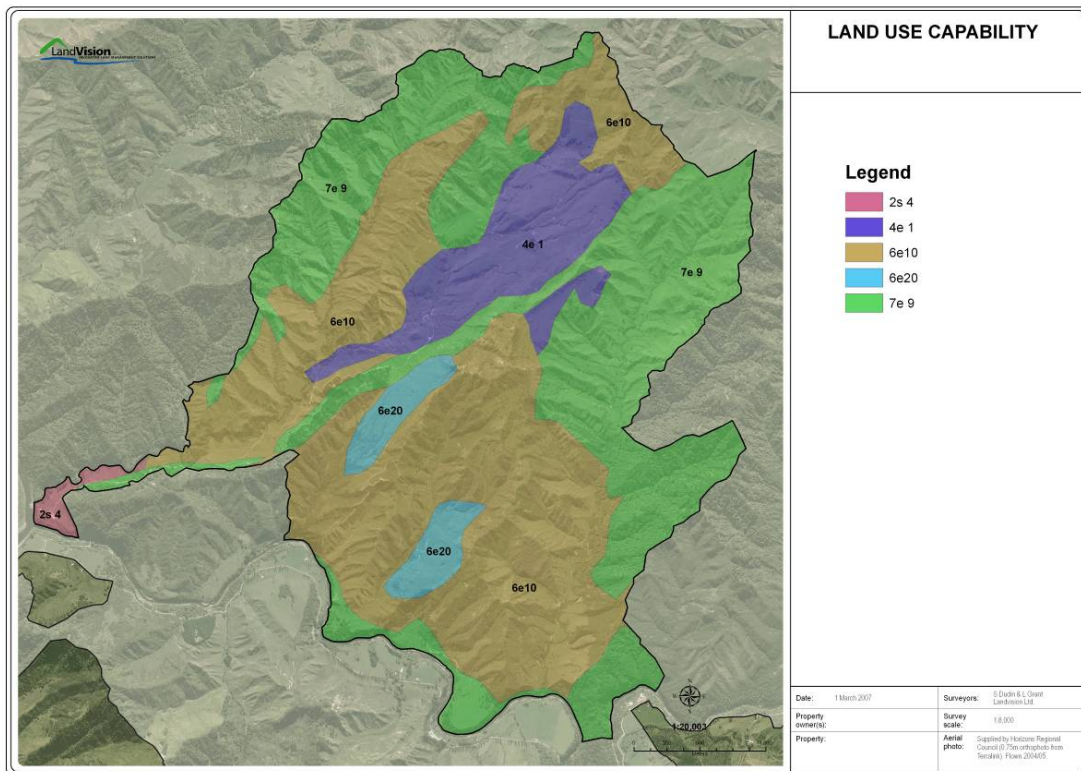 LandVision
LAND USE CAPABILITY
Legend
2s 4
4e 1
6e10
6e20
7e 9
6e10
7e 9
4e 1
7e 9
6e10
6e20
2s 4
6e20
6e10
N
1:20,003
Date: 1 March 2007
Surveyors: S Dudin & L Grant
Landvision Ltd
Property owner(s):
Survey scale: 1:8,000
Property:
Aerial photo: Supplied by Horizons Regional
Council (0.75m orthophoto from
Terralink). Flown 2004/05